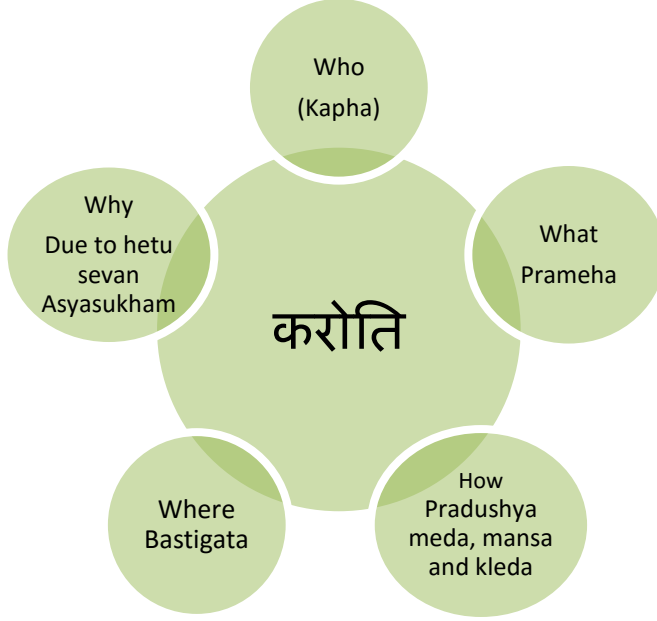 Who
(Kapha)
What
Prameha
How
Pradushya
meda, mansa
and kleda
Where
Bastigata
Why
Due to hetu
sevan
Asyasukham
करोति